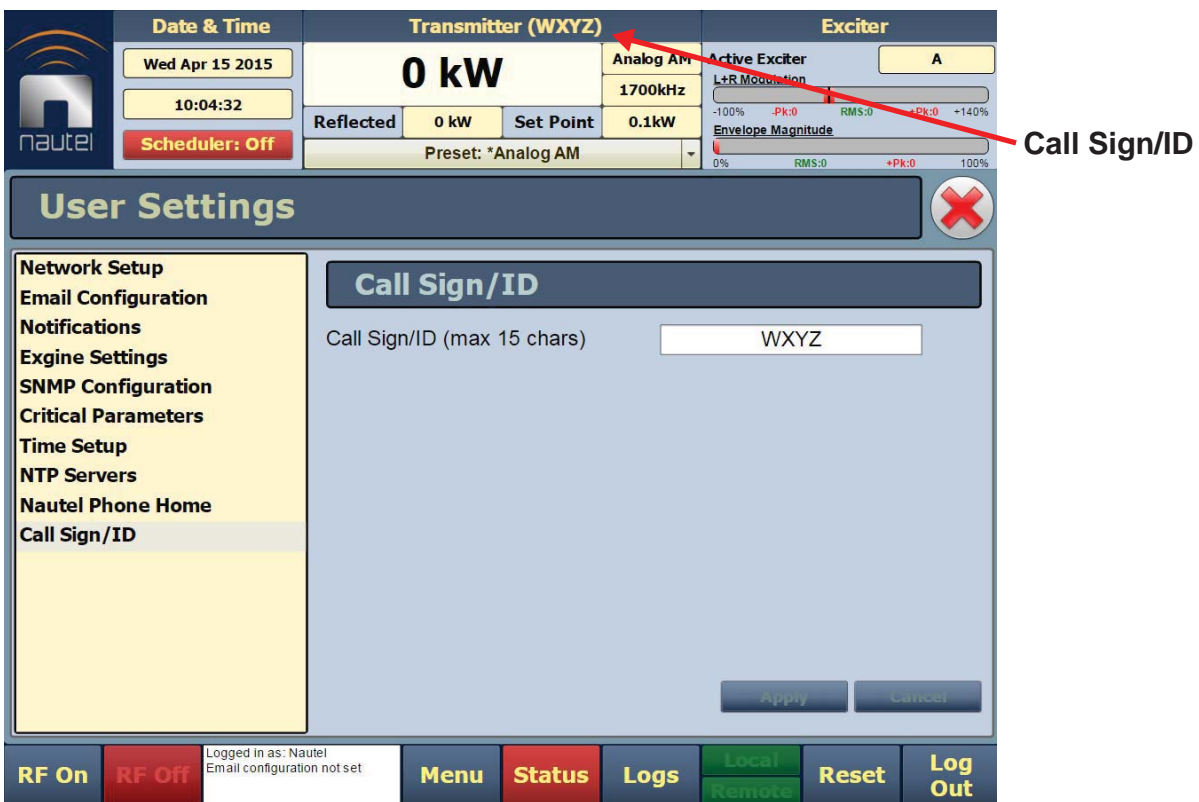 Date & Time
Transmitter (WXYZ)
Exciter
nautel
Wed Apr 15 2015
10:04:32
Scheduler: Off
0 kW
Analog AM
1700kHz
Reflected
0 kW
Set Point
0.1kW
Preset: *Analog AM
Active Exciter
A
L+R Modulation
-100% -Pk:0 RMS:0 +Pk:0 +140%
Envelope Magnitude
0% RMS:0 +Pk:0 100%
Call Sign/ID
User Settings
Network Setup
Email Configuration
Notifications
Exgine Settings
SNMP Configuration
Critical Parameters
Time Setup
NTP Servers
Nautel Phone Home
Call Sign/ID
Call Sign/ID
Call Sign/ID (max 15 chars)
WXYZ
Apply
Cancel
RF On
RF Off
Logged in as: Nautel
Email configuration not set
Menu
Status
Logs
Local
Remote
Reset
Log
Out